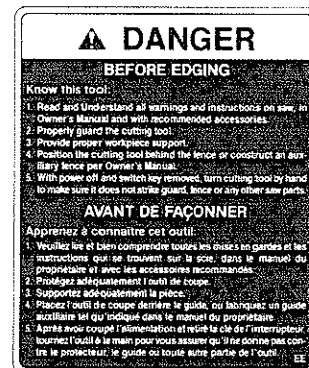 DANGER
BEFORE EDGING
Know this tool:
1. Read and Understand all warnings and instructions on saw, in
Owner's Manual and with recommended accessories.
2. Properly guard the cutting tool.
3. Provide proper workpiece support.
4. Position the cutting tool behind the fence or construct an aux-
iliary fence per Owner's Manual.
5. With power off and switch key removed, turn cutting tool by hand
to make sure it does not strike guard, fence or any other saw parts.
AVANT DE FAÇONNER
Apprenez à connaître cet outil:
1. Veuillez lire et bien comprendre toutes les mises en gardes et les
instructions qui se trouvent sur la scie, dans le manuel du
propriétaire et avec les accessoires recommandés.
2. Protégez adéquatement l'outil de coupe.
3. Supportez adéquatement la pièce.
4. Placez l'outil de coupe derrière le guide, ou fabriquez un guide
auxiliaire tel qu'indiqué dans le manuel du propriétaire.
5. Après avoir coupé l'alimentation et retiré la clé de l'interrupteur,
tournez l'outil à la main pour vous assurer qu'il ne donne pas con-
tre le protecteur, le guide ou toute autre partie de l'outil.
EE